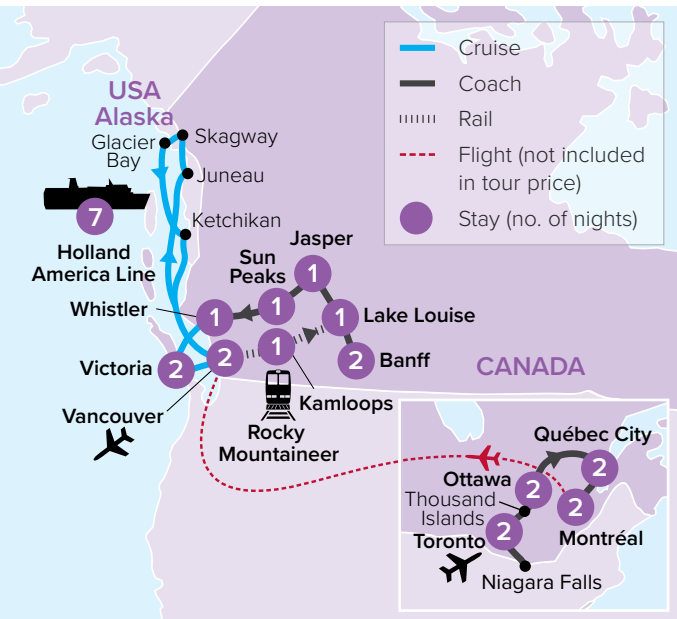 Cruise
Coach
Rail
Flight (not included
in tour price)
Stay (no. of nights)
USA
Alaska
Glacier
Bay
Skagway
Juneau
Ketchikan
7
Holland
America Line
Jasper
1
Sun
Peaks
1
Whistler
1
1
Lake Louise
Victoria
2
2
1
2
Banff
CANADA
Vancouver
Kamloops
Rocky
Mountaineer
Québec City
2
Ottawa
2
Thousand
Islands
2
Montréal
Toronto
2
Niagara Falls